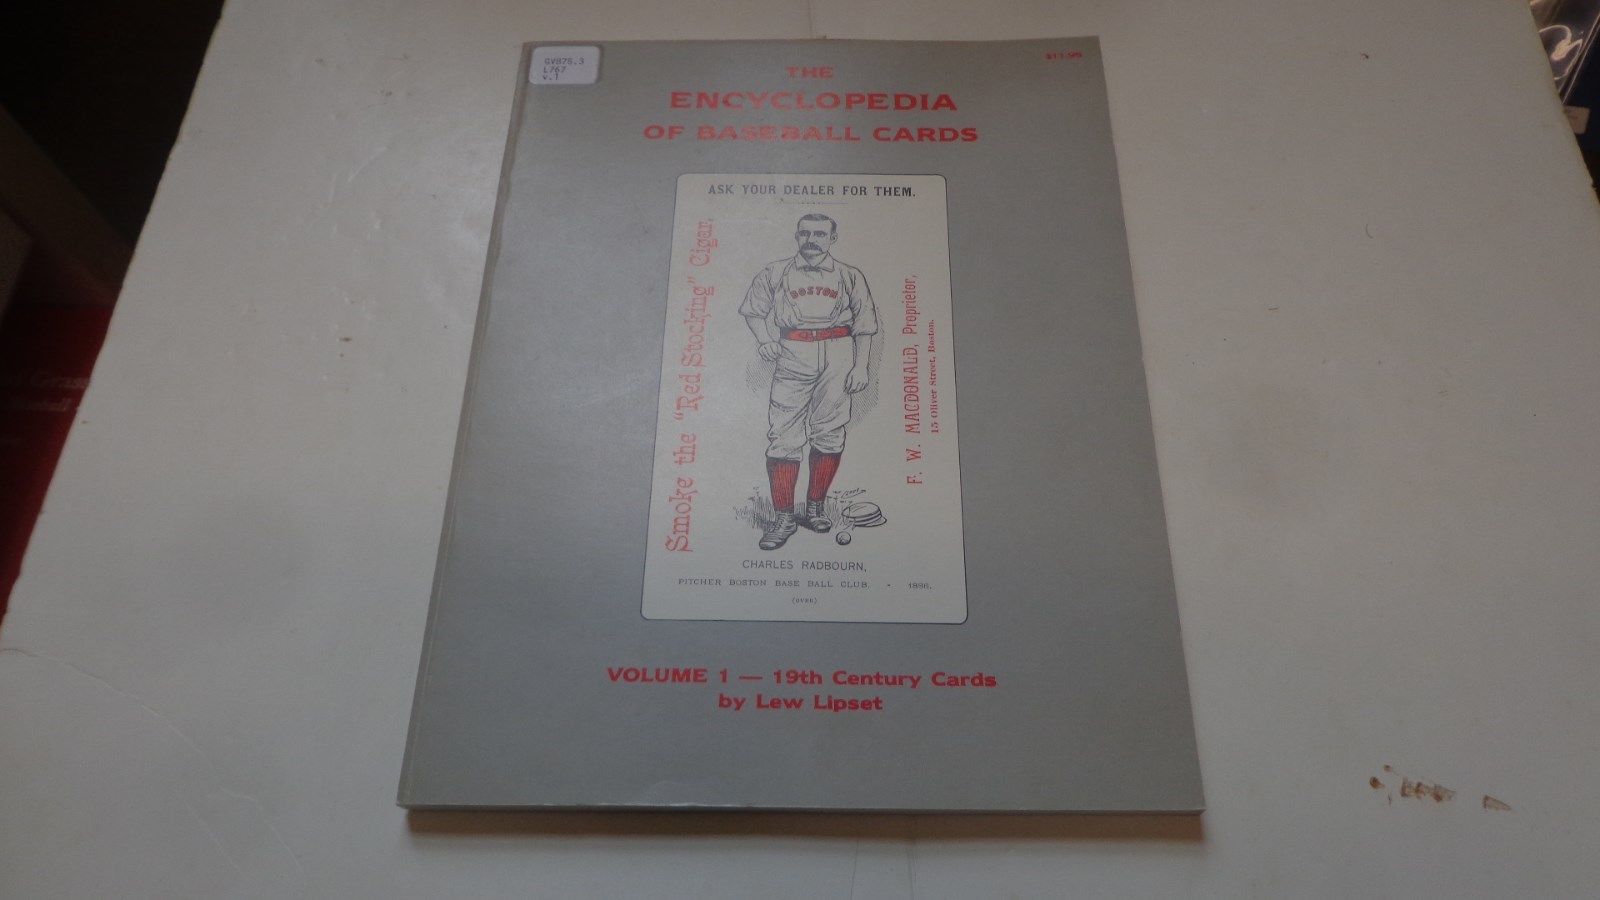 GV875.3
L767
v.1
$11.95
THE
ENCYCLOPEDIA
OF BASEBALL CARDS
ASK YOUR DEALER FOR THEM.
Smoke the "Red Stocking" Cigar,
BOSTON
F. W. MACDONALD, Proprietor,
15 Oliver Street, Boston.
CHARLES RADBOURN,
PITCHER BOSTON BASE BALL CLUB. - 1886.
(OVER)
VOLUME 1 — 19th Century Cards
by Lew Lipset